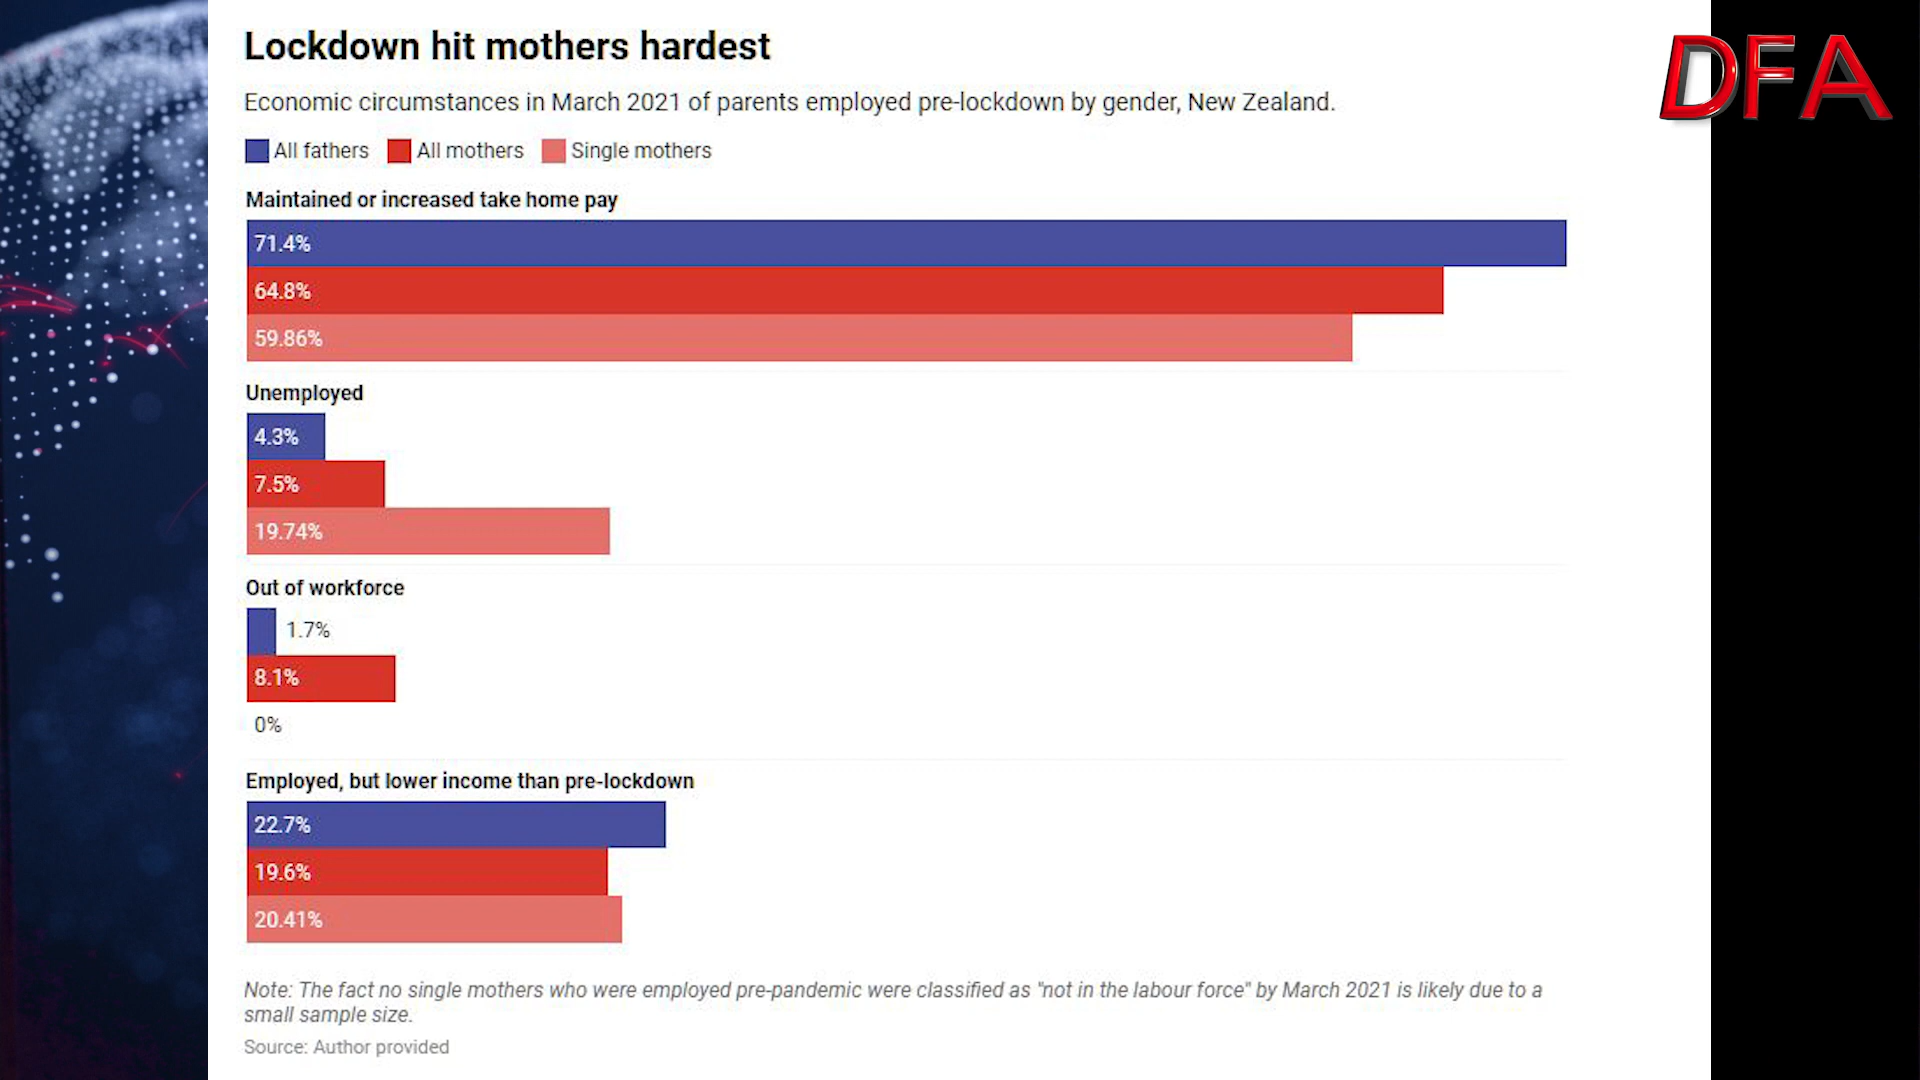 Lockdown hit mothers hardest
DFA
Economic circumstances in March 2021 of parents employed pre-lockdown by gender, New Zealand.
All fathers All mothers Single mothers
Maintained or increased take home pay
71.4%
64.8%
59.86%
Unemployed
4.3%
7.5%
19.74%
Out of workforce
1.7%
8.1%
0%
Employed, but lower income than pre-lockdown
22.7%
19.6%
20.41%
Note: The fact no single mothers who were employed pre-pandemic were classified as "not in the labour force" by March 2021 is likely due to a
small sample size.
Source: Author provided